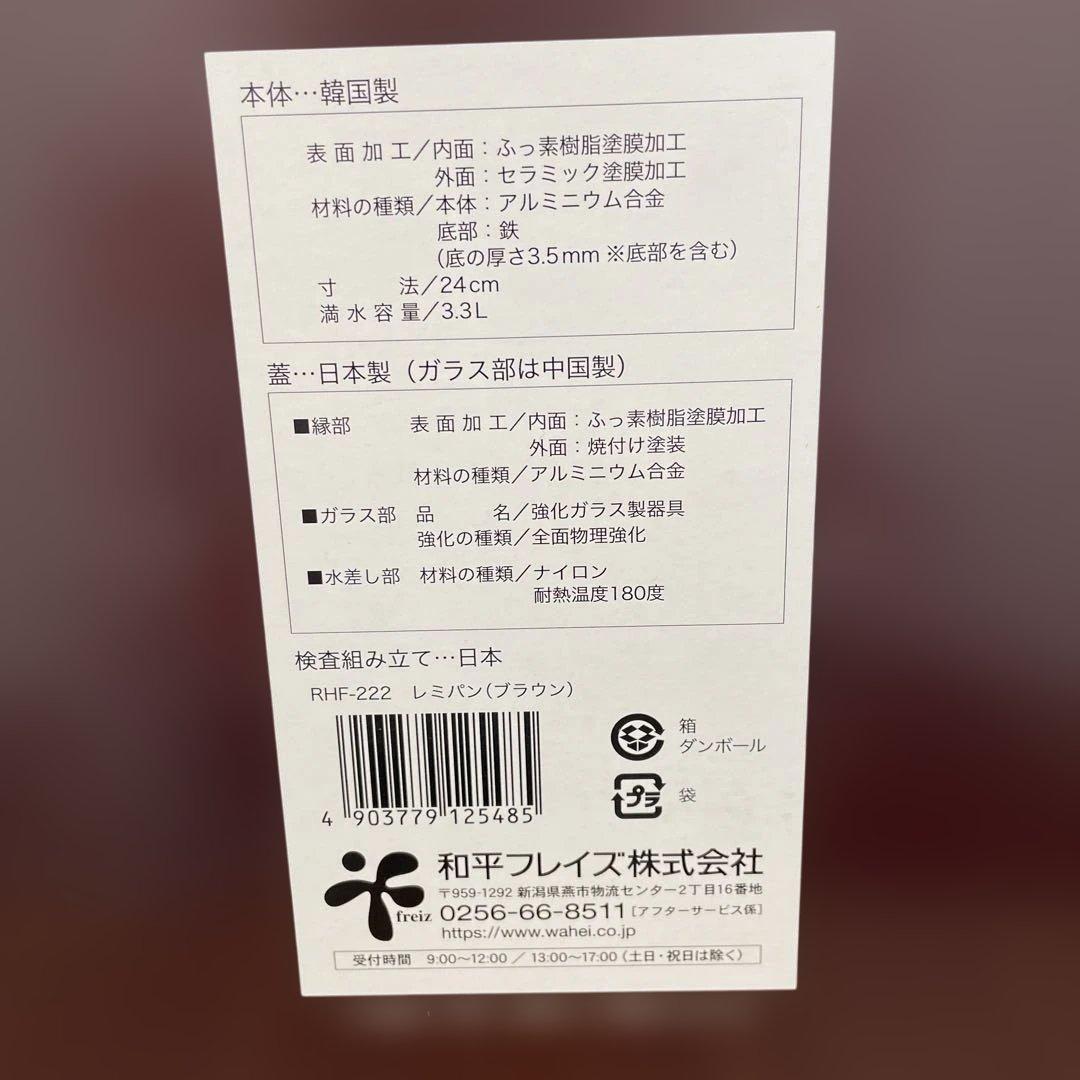 本体…韓国製
表面加工／内面：ふっ素樹脂塗膜加工
外面：セラミック塗膜加工
材料の種類／本体：アルミニウム合金
底部：鉄
（底の厚さ3.5mm ※底部を含む）
寸法／24cm
満水容量／3.3L
蓋…日本製（ガラス部は中国製）
■縁部 表面加工／内面：ふっ素樹脂塗膜加工
外面：焼付け塗装
材料の種類／アルミニウム合金
■ガラス部 品名／強化ガラス製器具
強化の種類／全面物理強化
■水差し部 材料の種類／ナイロン
耐熱温度180度
検査組み立て…日本
RHF-222 レミパン（ブラウン）
4 903779 125485
箱
ダンボール
プラ 袋
freiz
和平フレイズ株式会社
〒959-1292 新潟県燕市物流センター2丁目16番地
0256-66-8511［アフターサービス係］
https://www.wahei.co.jp
受付時間 9:00〜12:00 ／ 13:00〜17:00（土日・祝日は除く）